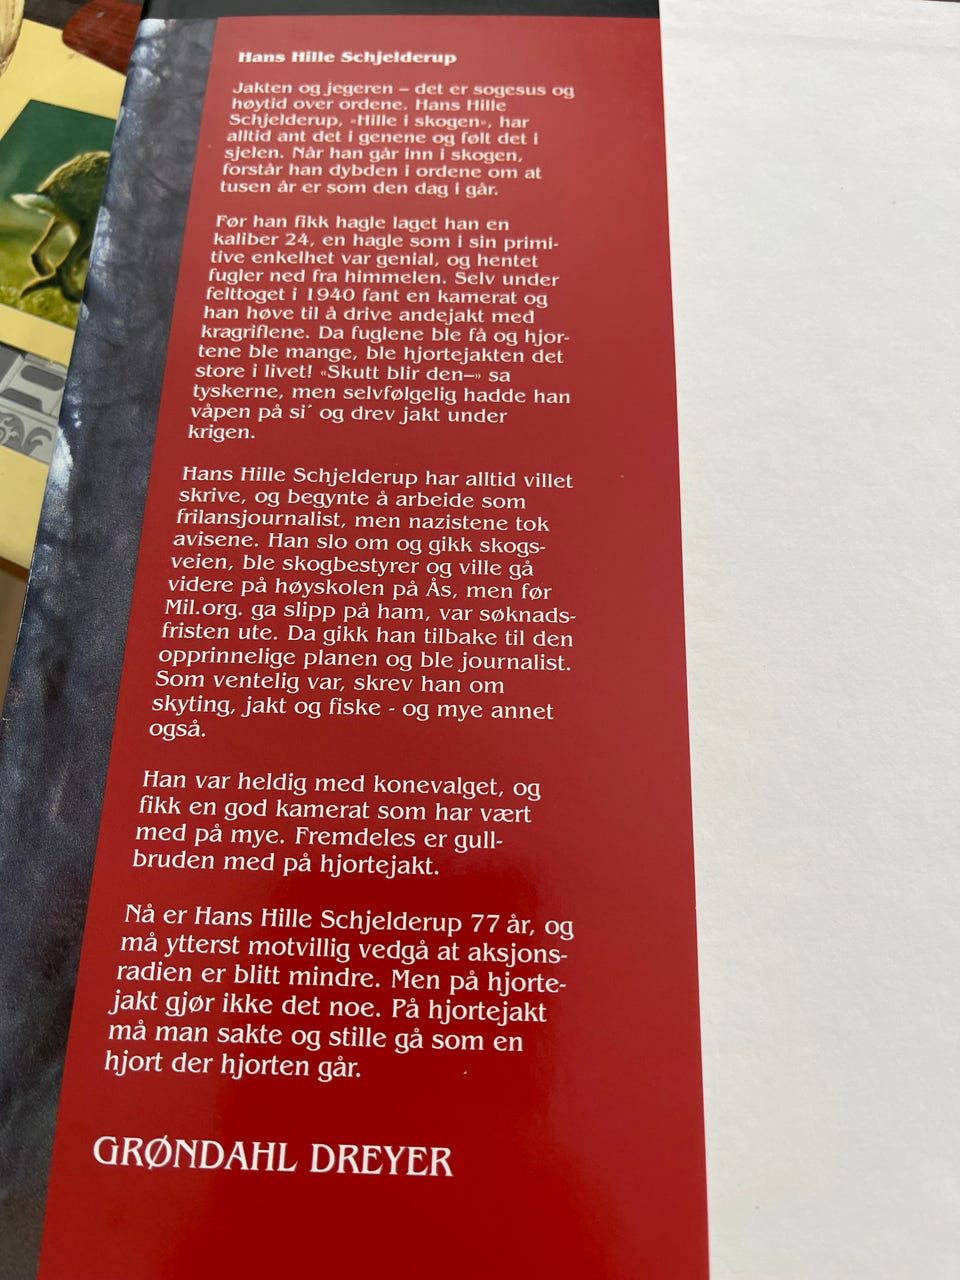 Hans Hille Schjelderup
Jakten og jegeren – det er sogesus og
høytid over ordene. Hans Hille
Schjelderup, «Hille i skogen», har
alltid ant det i genene og følt det i
sjelen. Når han går inn i skogen,
forstår han dybden i ordene om at
tusen år er som den dag i går.
Før han fikk hagle laget han en
kaliber 24, en hagle som i sin primi-
tive enkelhet var genial, og hentet
fugler ned fra himmelen. Selv under
felttoget i 1940 fant en kamerat og
han høve til å drive andejakt med
kragriflene. Da fuglene ble få og hjor-
tene ble mange, ble hjortejakten det
store i livet! «Skutt blir den–» sa
tyskerne, men selvfølgelig hadde han
våpen på si´ og drev jakt under
krigen.
Hans Hille Schjelderup har alltid villet
skrive, og begynte å arbeide som
frilansjournalist, men nazistene tok
avisene. Han slo om og gikk skogs-
veien, ble skogbestyrer og ville gå
videre på høyskolen på Ås, men før
Mil.org. ga slipp på ham, var søknads-
fristen ute. Da gikk han tilbake til den
opprinnelige planen og ble journalist.
Som ventelig var, skrev han om
skyting, jakt og fiske - og mye annet
også.
Han var heldig med konevalget, og
fikk en god kamerat som har vært
med på mye. Fremdeles er gull-
bruden med på hjortejakt.
Nå er Hans Hille Schjelderup 77 år, og
må ytterst motvillig vedgå at aksjons-
radien er blitt mindre. Men på hjorte-
jakt gjør ikke det noe. På hjortejakt
må man sakte og stille gå som en
hjort der hjorten går.
GRØNDAHL DREYER